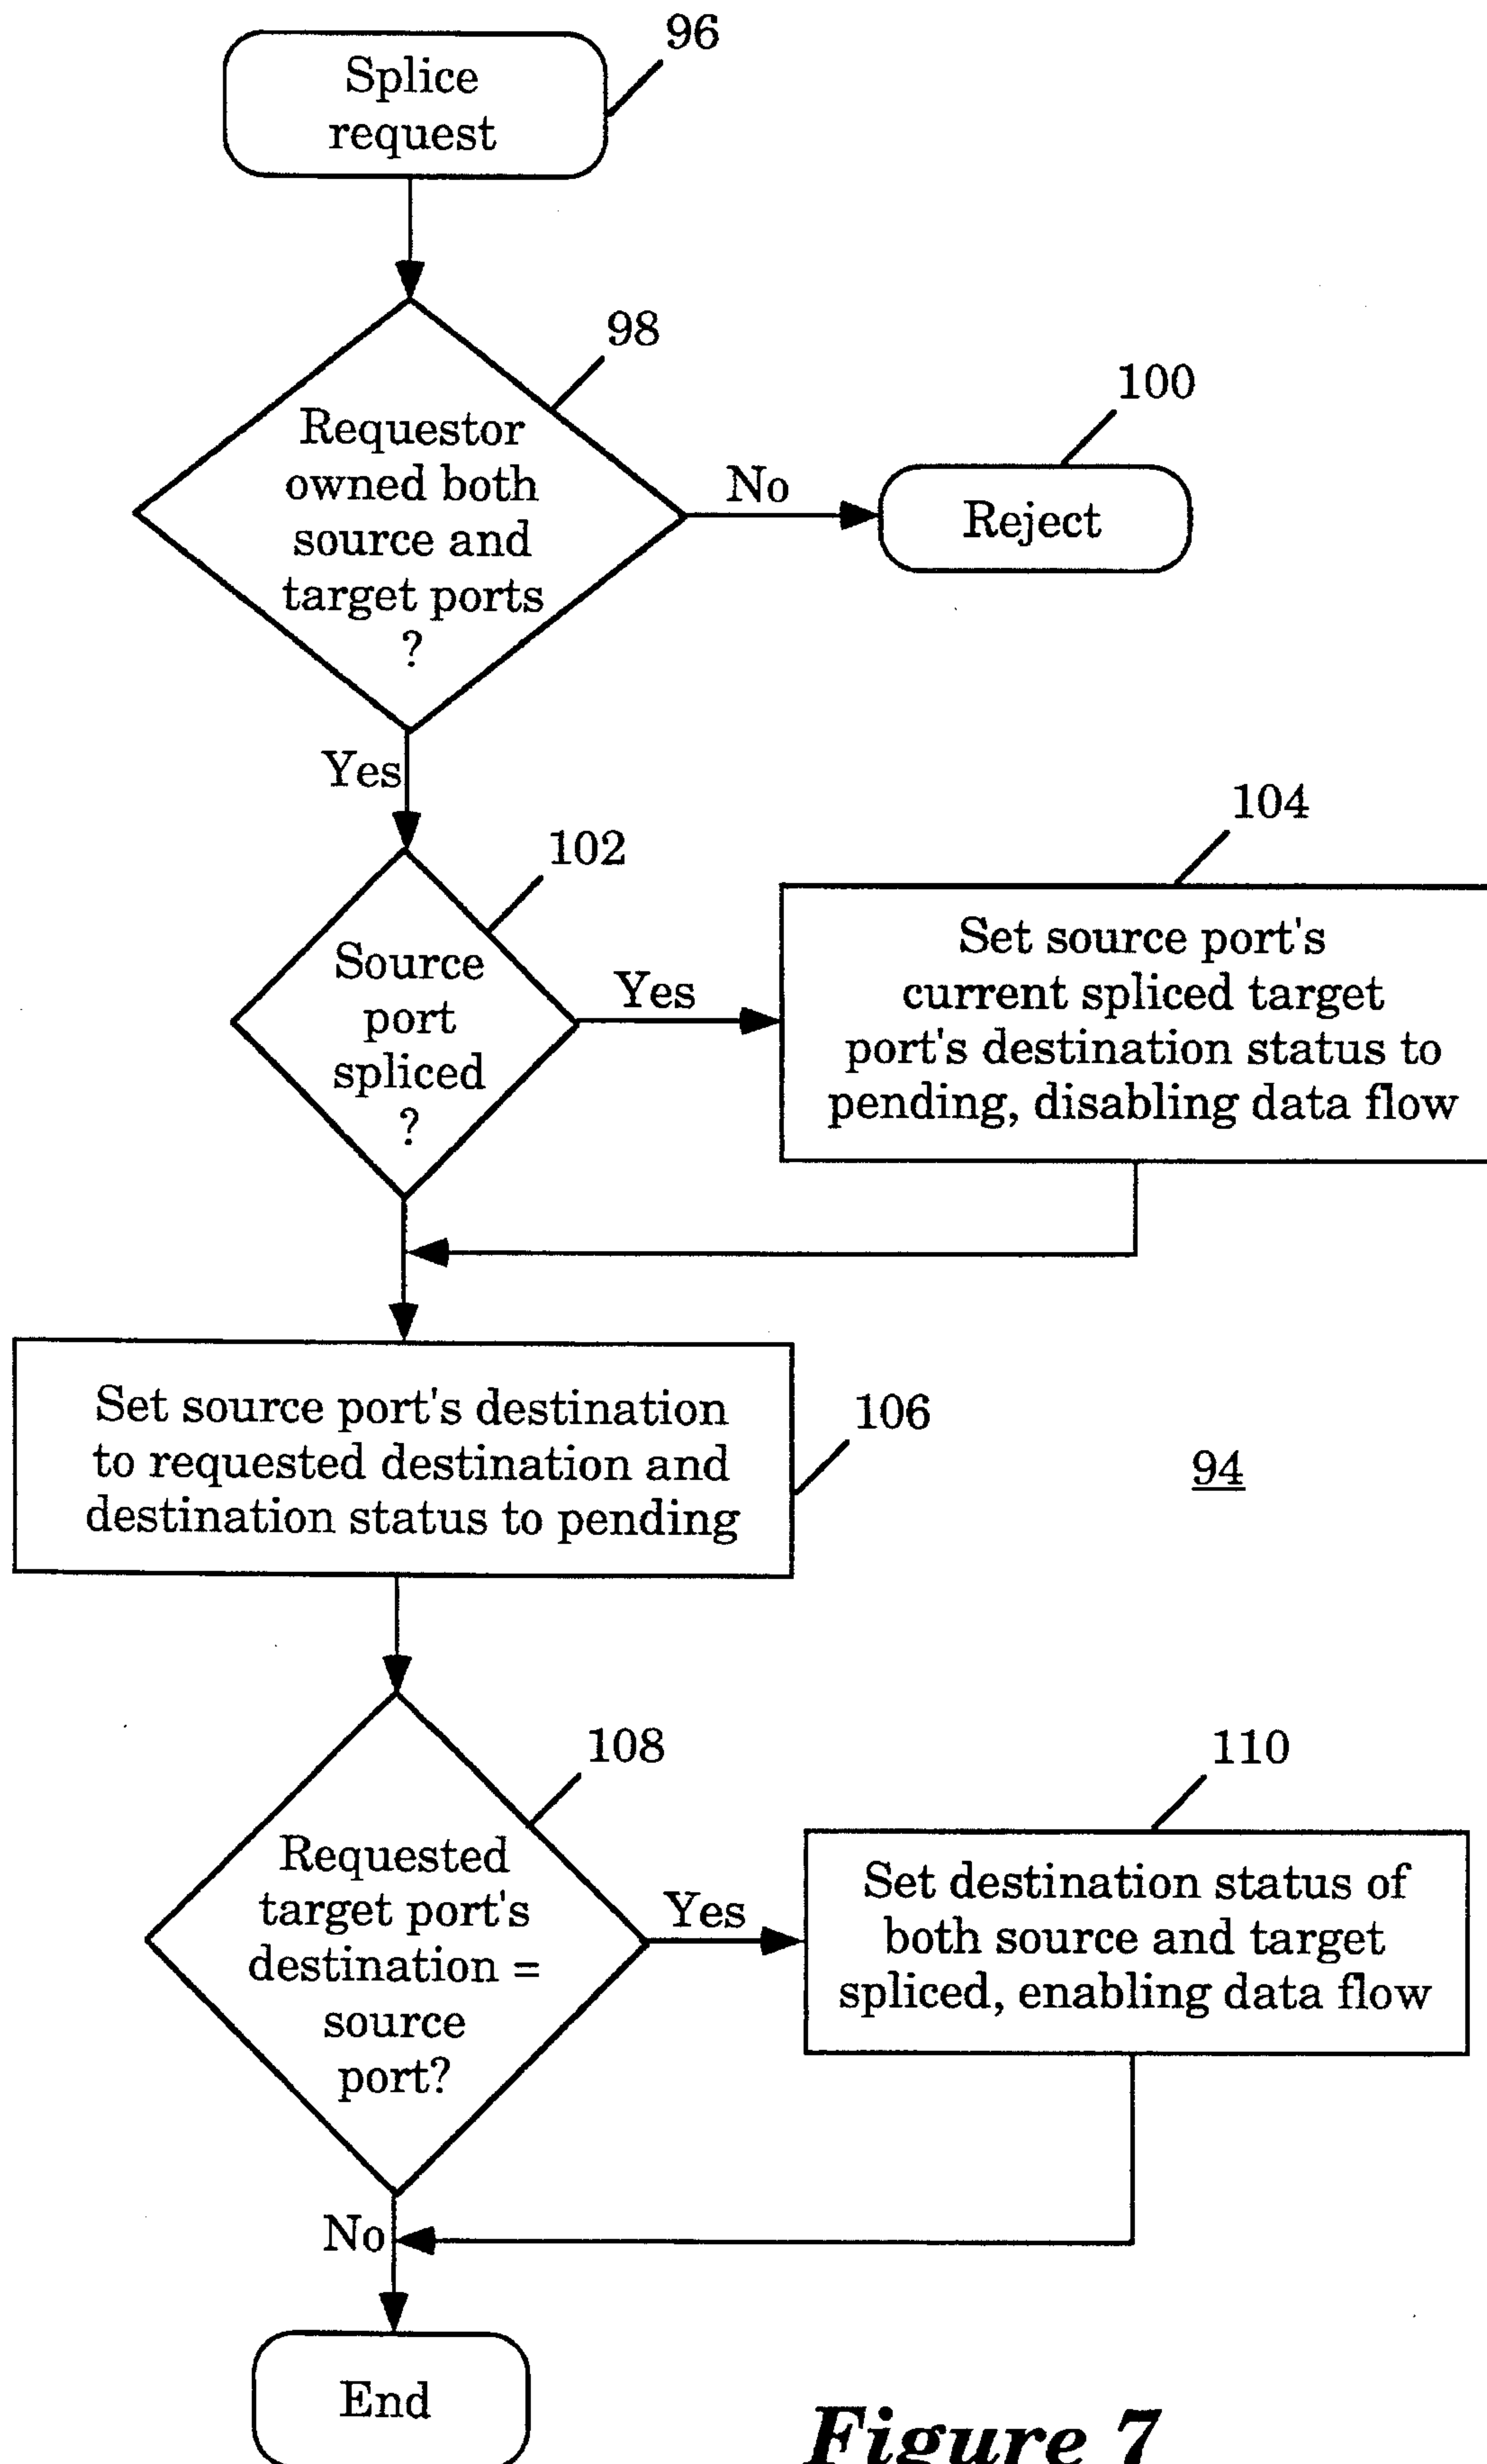 96
Splice
request
98
Requestor
owned both
source and
target ports
?
No
100
Reject
Yes
102
Source
port
spliced
?
Yes
104
Set source port's
current spliced target
port's destination status to
pending, disabling data flow
Set source port's destination
to requested destination and
destination status to pending
106
94
108
Requested
target port's
destination =
source
port?
Yes
110
Set destination status of
both source and target
spliced, enabling data flow
No
End
Figure 7